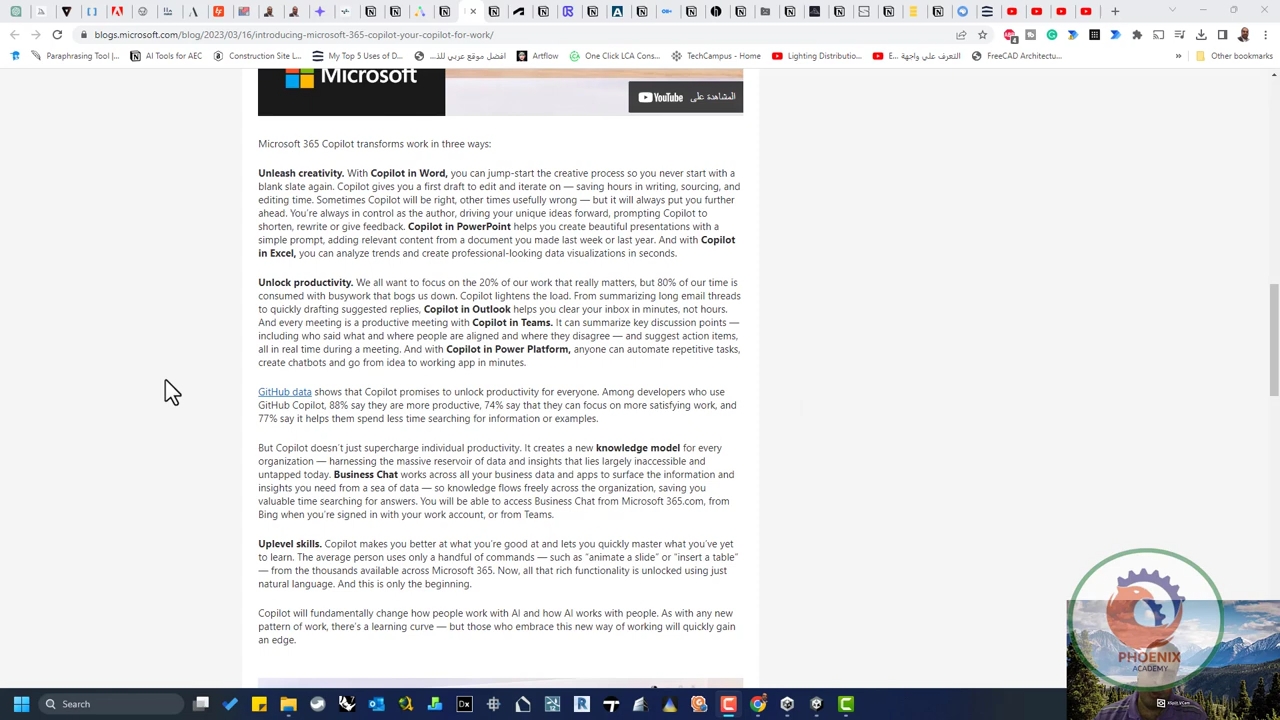 blogs.microsoft.com/blog/2023/03/16/introducing-microsoft-365-copilot-your-copilot-for-work/
Paraphrasing Tool...
AI Tools for AEC
Construction Site L...
My Top 5 Uses of D...
افضل موقع عربي للذ...
Artflow
One Click LCA Cons...
TechCampus - Home
Lighting Distributio...
التعرف علي واجهة E...
FreeCAD Architectu...
»
Other bookmarks
Microsoft
المشاهدة على YouTube
Microsoft 365 Copilot transforms work in three ways:
Unleash creativity. With Copilot in Word, you can jump-start the creative process so you never start with a
blank slate again. Copilot gives you a first draft to edit and iterate on — saving hours in writing, sourcing, and
editing time. Sometimes Copilot will be right, other times usefully wrong — but it will always put you further
ahead. You're always in control as the author, driving your unique ideas forward, prompting Copilot to
shorten, rewrite or give feedback. Copilot in PowerPoint helps you create beautiful presentations with a
simple prompt, adding relevant content from a document you made last week or last year. And with Copilot
in Excel, you can analyze trends and create professional-looking data visualizations in seconds.
Unlock productivity. We all want to focus on the 20% of our work that really matters, but 80% of our time is
consumed with busywork that bogs us down. Copilot lightens the load. From summarizing long email threads
to quickly drafting suggested replies, Copilot in Outlook helps you clear your inbox in minutes, not hours.
And every meeting is a productive meeting with Copilot in Teams. It can summarize key discussion points —
including who said what and where people are aligned and where they disagree — and suggest action items,
all in real time during a meeting. And with Copilot in Power Platform, anyone can automate repetitive tasks,
create chatbots and go from idea to working app in minutes.
GitHub data shows that Copilot promises to unlock productivity for everyone. Among developers who use
GitHub Copilot, 88% say they are more productive, 74% say that they can focus on more satisfying work, and
77% say it helps them spend less time searching for information or examples.
But Copilot doesn't just supercharge individual productivity. It creates a new knowledge model for every
organization — harnessing the massive reservoir of data and insights that lies largely inaccessible and
untapped today. Business Chat works across all your business data and apps to surface the information and
insights you need from a sea of data — so knowledge flows freely across the organization, saving you
valuable time searching for answers. You will be able to access Business Chat from Microsoft 365.com, from
Bing when you're signed in with your work account, or from Teams.
Uplevel skills. Copilot makes you better at what you're good at and lets you quickly master what you've yet
to learn. The average person uses only a handful of commands — such as "animate a slide" or "insert a table"
— from the thousands available across Microsoft 365. Now, all that rich functionality is unlocked using just
natural language. And this is only the beginning.
Copilot will fundamentally change how people work with AI and how AI works with people. As with any new
pattern of work, there's a learning curve — but those who embrace this new way of working will quickly gain
an edge.
PHOENIX
ACADEMY
Search